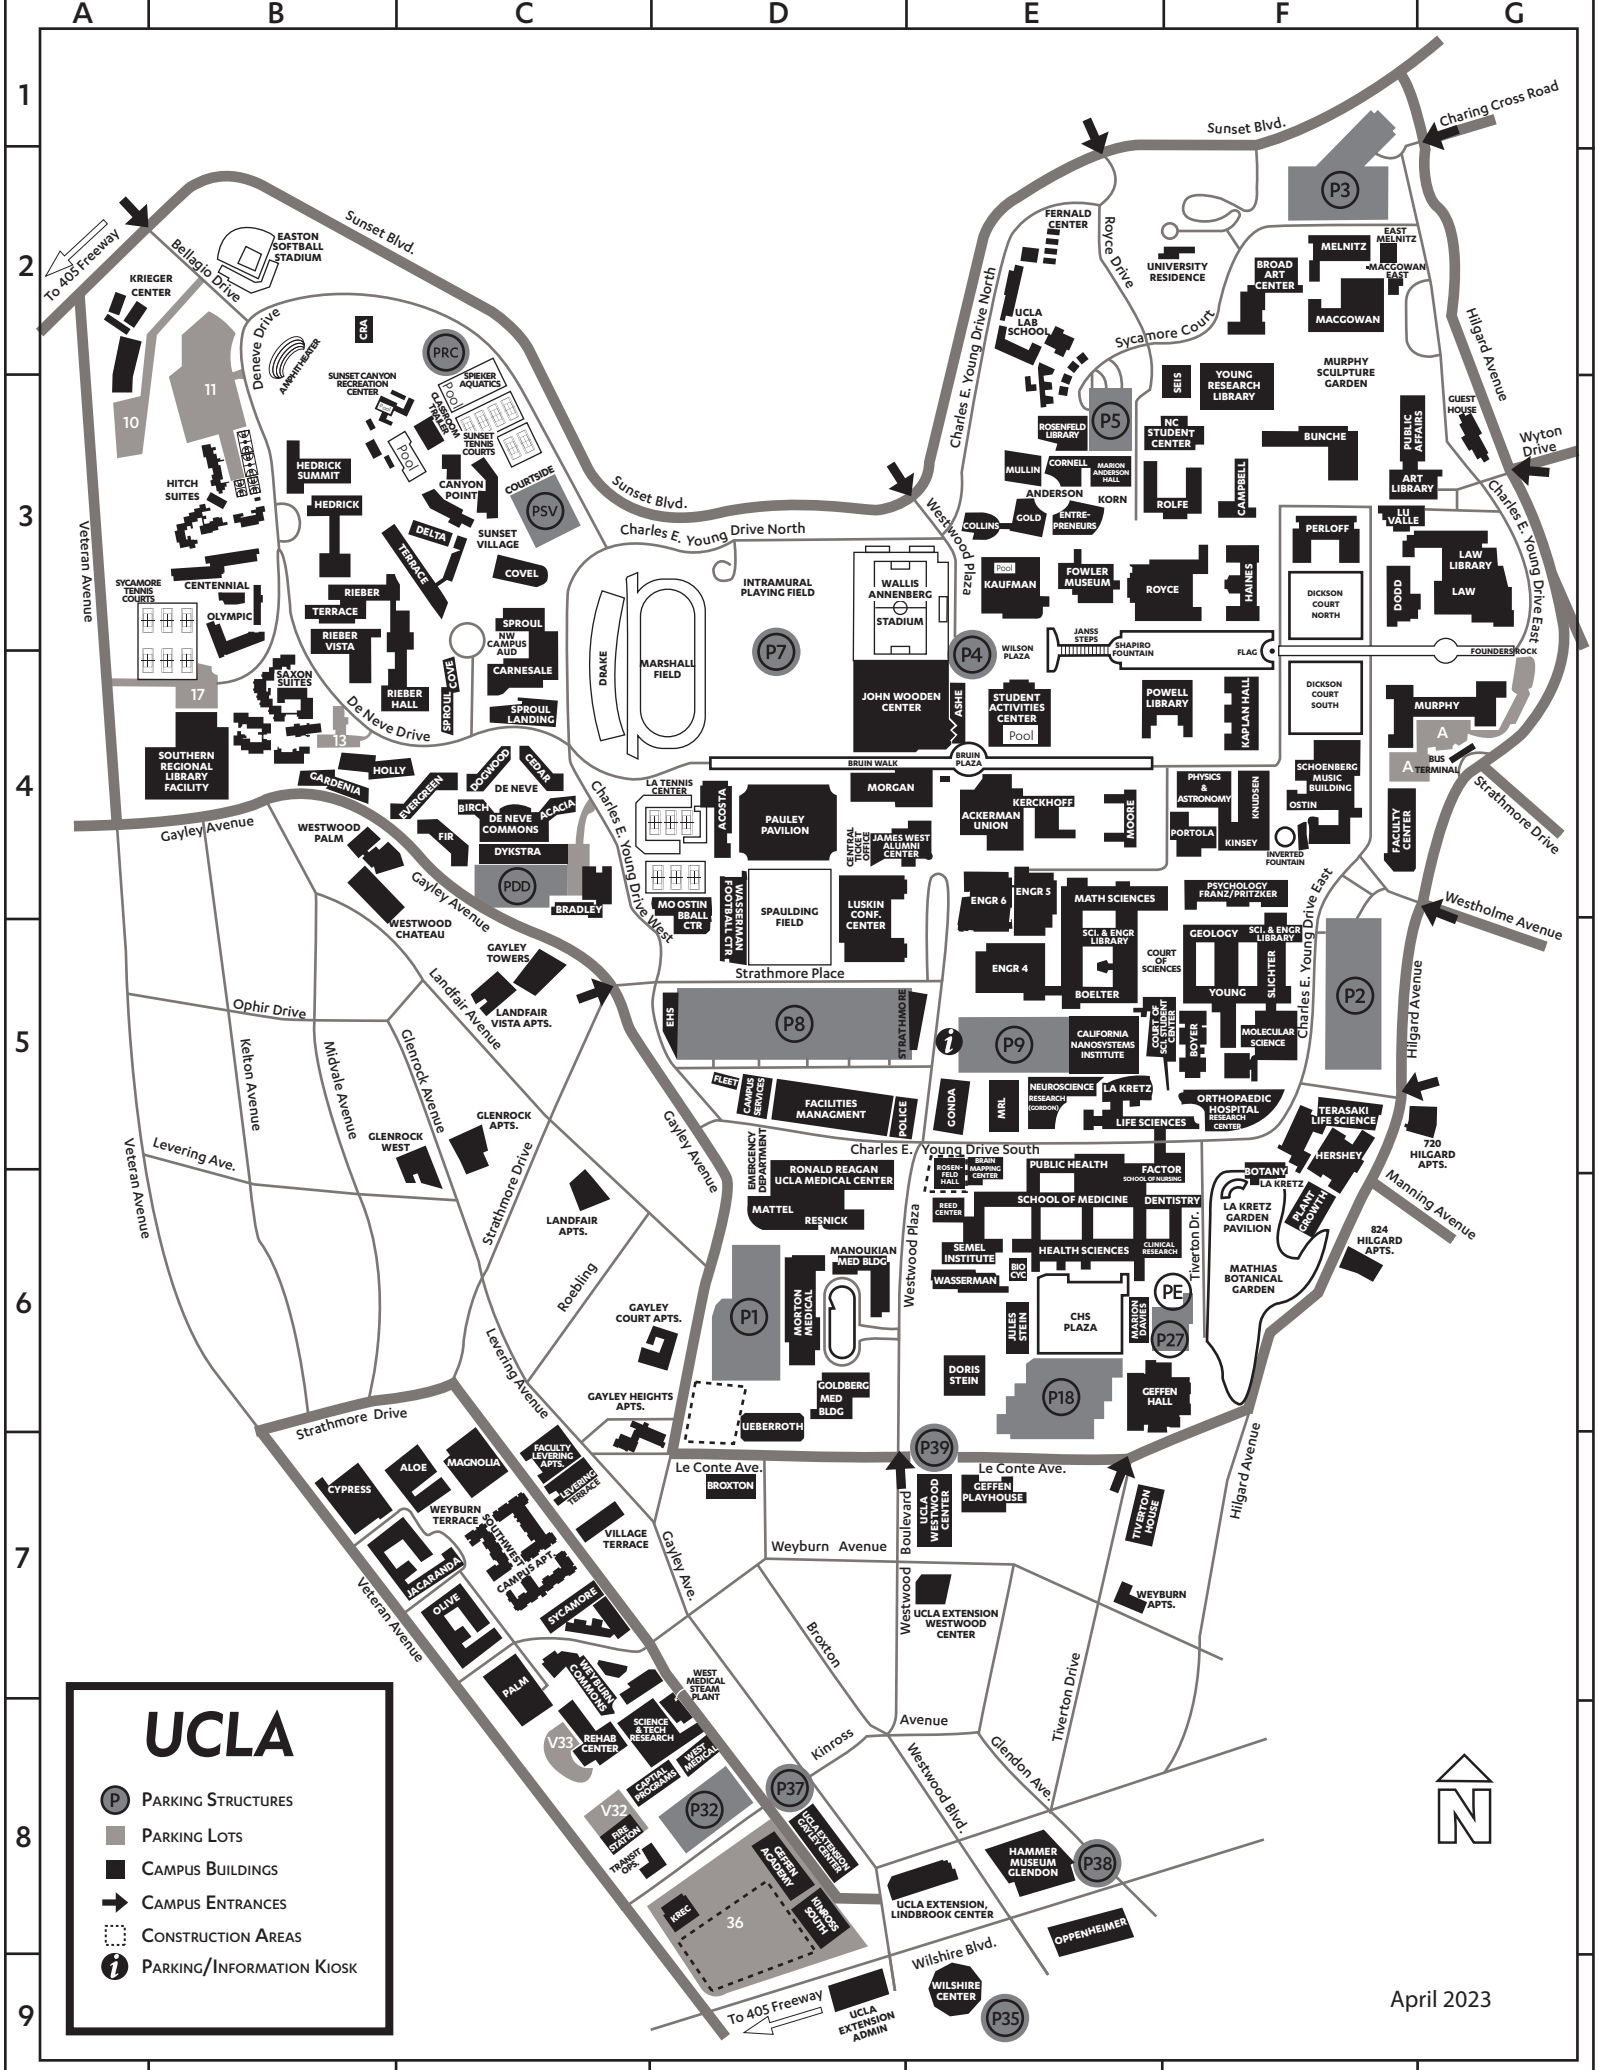 A B C D E F G
1
2
3
4
5
6
7
8
9
Charing Cross Road
Sunset Blvd.
P3
To 405 Freeway
Bellagio Drive
EASTON
SOFTBALL
STADIUM
Sunset Blvd.
KRIEGER
CENTER
FERNALD
CENTER
Royce Drive
UNIVERSITY
RESIDENCE
BROAD
ART
CENTER
MELNITZ
EAST
MELNITZ
MACGOWAN
EAST
MACGOWAN
Hilgard Avenue
Deneve Drive
AMPHITHEATER
CRA
PRC
UCLA
LAB
SCHOOL
Sycamore Court
Charles E. Young Drive North
MURPHY
SCULPTURE
GARDEN
11
10
SUNSET CANYON
RECREATION
CENTER
Pool
SPIEKER
AQUATICS
Pool
CLASSROOM
TRAILER
SUNSET
TENNIS
COURTS
Pool
SEIS
YOUNG
RESEARCH
LIBRARY
P5
ROSENFELD
LIBRARY
NC
STUDENT
CENTER
BUNCHE
PUBLIC
AFFAIRS
GUEST
HOUSE
Wyton
Drive
HITCH
SUITES
HEDRICK
SUMMIT
HEDRICK
CANYON
POINT
COURTSIDE
PSV
Sunset Blvd.
Charles E. Young Drive North
Westwood Plaza
MULLIN
CORNELL
MARION
ANDERSON
HALL
ANDERSON
KORN
COLLINS
GOLD
ENTRE-
PRENEURS
ROLFE
CAMPBELL
ART
LIBRARY
LU
VALLE
Charles E. Young Drive East
PERLOFF
LAW
LIBRARY
LAW
DODD
DELTA
SUNSET
VILLAGE
TERRACE
COVEL
Veteran Avenue
SYCAMORE
TENNIS
COURTS
CENTENNIAL
OLYMPIC
RIEBER
TERRACE
RIEBER
VISTA
SPROUL
NW
CAMPUS
AUD
CARNESALE
INTRAMURAL
PLAYING FIELD
WALLIS
ANNENBERG
STADIUM
Pool
KAUFMAN
FOWLER
MUSEUM
ROYCE
HAINES
DICKSON
COURT
NORTH
P7
P4
WILSON
PLAZA
JANSS
STEPS
SHAPIRO
FOUNTAIN
FLAG
FOUNDERS ROCK
DRAKE
MARSHALL
FIELD
17
SAXON
SUITES
RIEBER
HALL
SPROUL COVE
SPROUL
LANDING
De Neve Drive
13
JOHN WOODEN
CENTER
ASHE
STUDENT
ACTIVITIES
CENTER
Pool
POWELL
LIBRARY
KAPLAN HALL
DICKSON
COURT
SOUTH
MURPHY
A
A
BUS
TERMINAL
Strathmore Drive
SOUTHERN
REGIONAL
LIBRARY
FACILITY
HOLLY
GARDENIA
EVERGREEN
DOGWOOD
CEDAR
DE NEVE
BIRCH
ACACIA
DE NEVE
COMMONS
FIR
DYKSTRA
PDD
BRADLEY
BRUIN WALK
BRUIN
PLAZA
Gayley Avenue
WESTWOOD
PALM
WESTWOOD
CHATEAU
Gayley Avenue
Charles E. Young Drive West
LA TENNIS
CENTER
ACOSTA
PAULEY
PAVILION
MORGAN
CENTRAL
TICKET
OFFICE
JAMES WEST
ALUMNI
CENTER
ACKERMAN
UNION
KERCKHOFF
MOORE
PHYSICS
&
ASTRONOMY
KNUDSEN
PORTOLA
KINSEY
SCHOENBERG
MUSIC
BUILDING
OSTIN
INVERTED
FOUNTAIN
FACULTY
CENTER
MO OSTIN
BBALL
CTR
WASSERMAN
FOOTBALL CTR
SPAULDING
FIELD
LUSKIN
CONF.
CENTER
ENGR 6
ENGR 5
MATH SCIENCES
PSYCHOLOGY
FRANZ/PRITZKER
SCI. & ENGR
LIBRARY
ENGR 4
BOELTER
COURT
OF
SCIENCES
GEOLOGY
SCI. & ENGR
LIBRARY
YOUNG
SLICHTER
Charles E. Young Drive East
P2
Westholme Avenue
Hilgard Avenue
GAYLEY
TOWERS
LANDFAIR
VISTA APTS.
Landfair Avenue
Strathmore Place
EHS
P8
STRATHMORE
P9
CALIFORNIA
NANOSYSTEMS
INSTITUTE
COURT OF
SCI. STUDENT
CENTER
BOYER
MOLECULAR
SCIENCE
Ophir Drive
Kelton Avenue
Midvale Avenue
Glenrock Avenue
FLEET
CAMPUS
SERVICES
FACILITIES
MANAGMENT
POLICE
GONDA
MRL
NEUROSCIENCE
RESEARCH
(GORDON)
LA KRETZ
LIFE SCIENCES
ORTHOPAEDIC
HOSPITAL
RESEARCH
CENTER
TERASAKI
LIFE SCIENCE
HERSHEY
720
HILGARD
APTS.
GLENROCK
APTS.
GLENROCK
WEST
Levering Ave.
Veteran Avenue
Strathmore Drive
Gayley Avenue
Charles E. Young Drive South
EMERGENCY
DEPARTMENT
RONALD REAGAN
UCLA MEDICAL CENTER
MATTEL
RESNICK
ROSEN-
FELD
HALL
BRAIN
MAPPING
CENTER
PUBLIC HEALTH
FACTOR
SCHOOL OF NURSING
REED
CENTER
SCHOOL OF MEDICINE
DENTISTRY
BOTANY
LA KRETZ
LA KRETZ
GARDEN
PAVILION
PLANT
GROWTH
Manning Avenue
824
HILGARD
APTS.
LANDFAIR
APTS.
Roebling
MANOUKIAN
MED BLDG
Westwood Plaza
SEMEL
INSTITUTE
HEALTH SCIENCES
CLINICAL
RESEARCH
Tiverton Dr.
WASSERMAN
BIO
CYC
MATHIAS
BOTANICAL
GARDEN
P1
MORTON
MEDICAL
JULES
STEIN
CHS
PLAZA
MARION
DAVIES
PE
P27
GAYLEY
COURT APTS.
Levering Avenue
GAYLEY HEIGHTS
APTS.
GOLDBERG
MED
BLDG
UEBERROTH
DORIS
STEIN
P18
GEFFEN
HALL
P39
Strathmore Drive
Le Conte Ave.
Le Conte Ave.
Hilgard Avenue
CYPRESS
ALOE
MAGNOLIA
FACULTY
LEVERING
APTS.
LEVERING
TERRACE
BROXTON
UCLA
WESTWOOD
CENTER
GEFFEN
PLAYHOUSE
TIVERTON
HOUSE
WEYBURN
TERRACE
SOUTHWEST
CAMPUS APT.
VILLAGE
TERRACE
Gayley Ave.
Weyburn Avenue
Westwood Boulevard
JACARANDA
OLIVE
SYCAMORE
Veteran Avenue
UCLA EXTENSION
WESTWOOD
CENTER
WEYBURN
APTS.
Broxton
Tiverton Drive
PALM
WEYBURN
COMMONS
WEST
MEDICAL
STEAM
PLANT
V33
REHAB
CENTER
SCIENCE
& TECH
RESEARCH
CAPTIAL
PROGRAMS
WEST
MEDICAL
Kinross
Avenue
Westwood Blvd.
Glendon Ave.
V32
FIRE
STATION
TRANSIT
OPS.
P32
P37
UCLA EXTENSION
GAYLEY CENTER
GEFFEN
ACADEMY
HAMMER
MUSEUM
GLENDON
P38
KREC
36
KINROSS
SOUTH
UCLA EXTENSION,
LINDBROOK CENTER
OPPENHEIMER
Wilshire Blvd.
WILSHIRE
CENTER
P35
To 405 Freeway
UCLA
EXTENSION
ADMIN
UCLA
P PARKING STRUCTURES
PARKING LOTS
CAMPUS BUILDINGS
CAMPUS ENTRANCES
CONSTRUCTION AREAS
i PARKING/INFORMATION KIOSK
N
April 2023